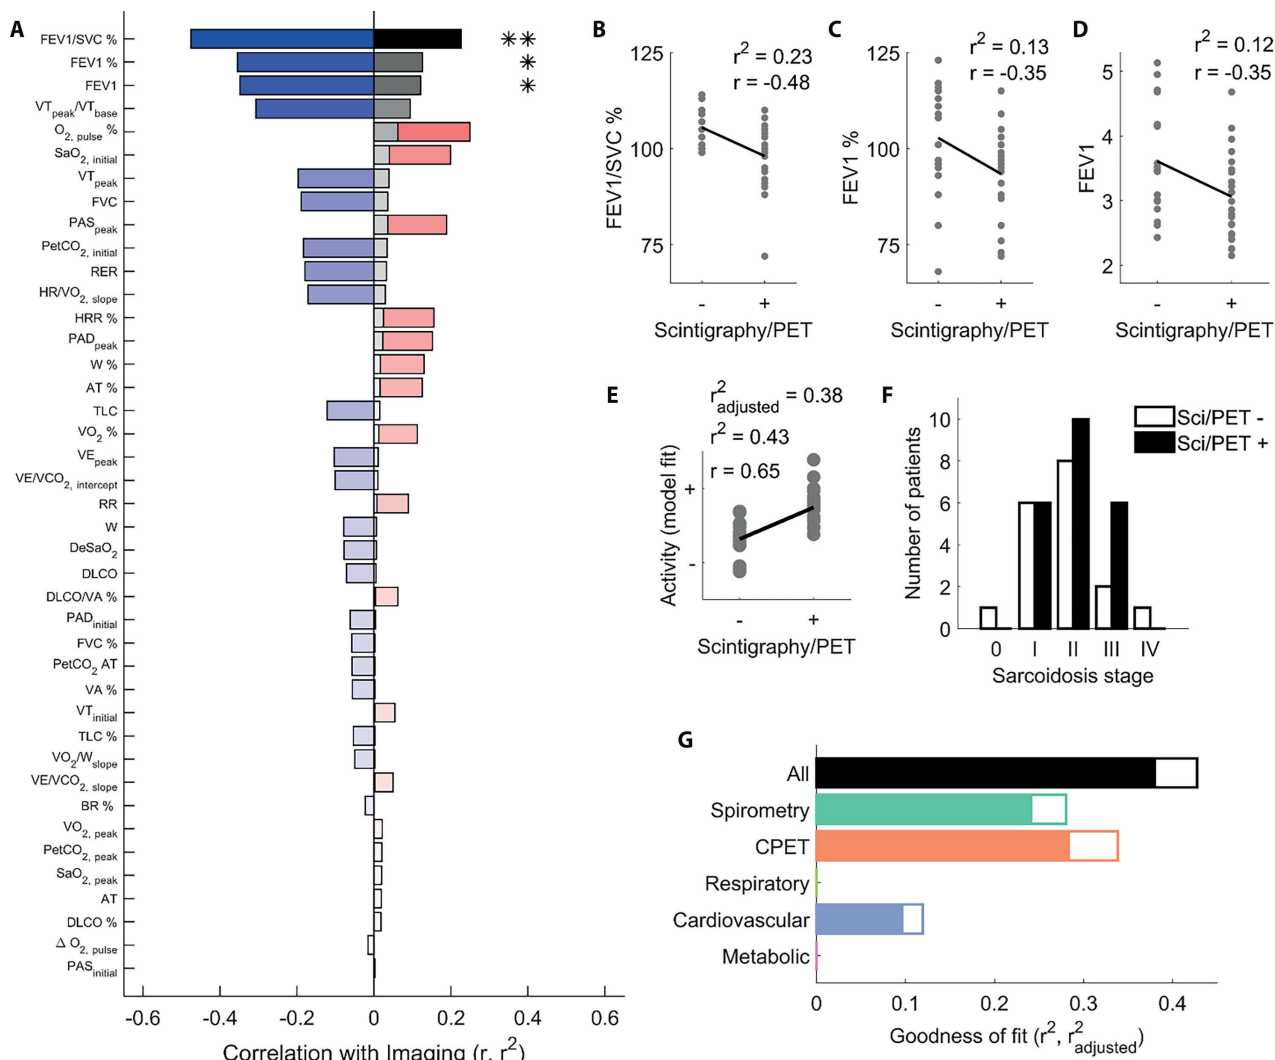 A
FEV1/SVC %
FEV1 %
FEV1
VTpeak/VTbase
O2, pulse %
SaO2, initial
VTpeak
FVC
PASpeak
PetCO2, initial
RER
HR/VO2, slope
HRR %
PADpeak
W %
AT %
TLC
VO2 %
VEpeak
VE/VCO2, intercept
RR
W
DeSaO2
DLCO
DLCO/VA %
PADinitial
FVC %
PetCO2 AT
VA %
VTinitial
TLC %
VO2/Wslope
VE/VCO2, slope
BR %
VO2, peak
PetCO2, peak
SaO2, peak
AT
DLCO %
Δ O2, pulse
PASinitial
** 
*
*
-0.6 -0.4 -0.2 0 0.2 0.4 0.6
Correlation with Imaging (r, r2)
B
r2 = 0.23
r = -0.48
125
100
75
FEV1/SVC %
- +
Scintigraphy/PET
C
r2 = 0.13
r = -0.35
125
100
75
FEV1 %
- +
Scintigraphy/PET
D
r2 = 0.12
r = -0.35
5
4
3
2
FEV1
- +
Scintigraphy/PET
E
r2adjusted = 0.38
r2 = 0.43
r = 0.65
+
-
Activity (model fit)
- +
Scintigraphy/PET
F
Sci/PET -
Sci/PET +
10
8
6
4
2
0
Number of patients
0 I II III IV
Sarcoidosis stage
G
All
Spirometry
CPET
Respiratory
Cardiovascular
Metabolic
0 0.1 0.2 0.3 0.4
Goodness of fit (r2, r2adjusted)